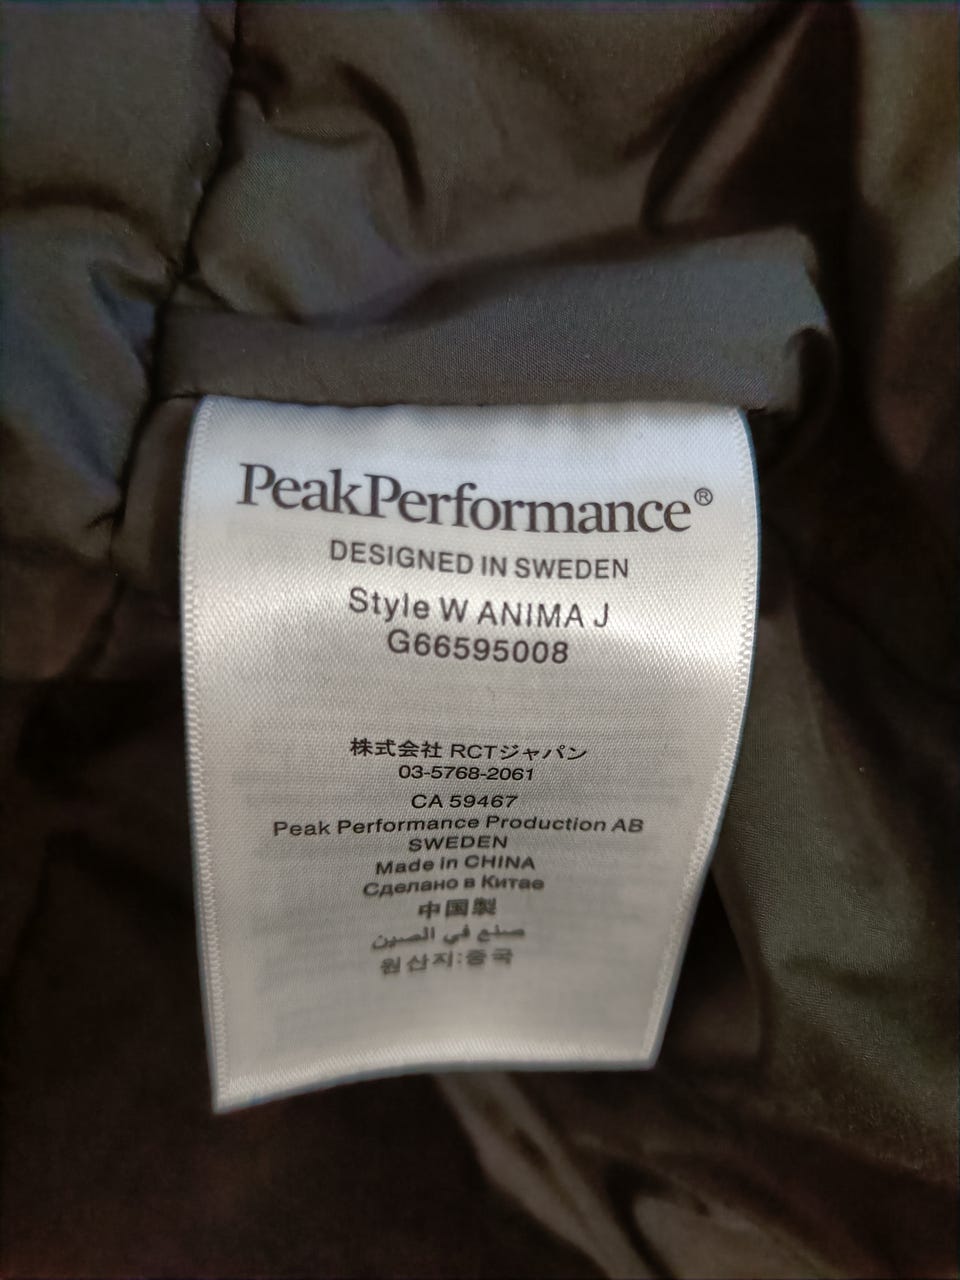 PeakPerformance®
DESIGNED IN SWEDEN
Style W ANIMA J
G66595008
株式会社 RCTジャパン
03-5768-2061
CA 59467
Peak Performance Production AB
SWEDEN
Made in CHINA
Сделано в Китае
中国製
صنع في الصين
원산지:중국